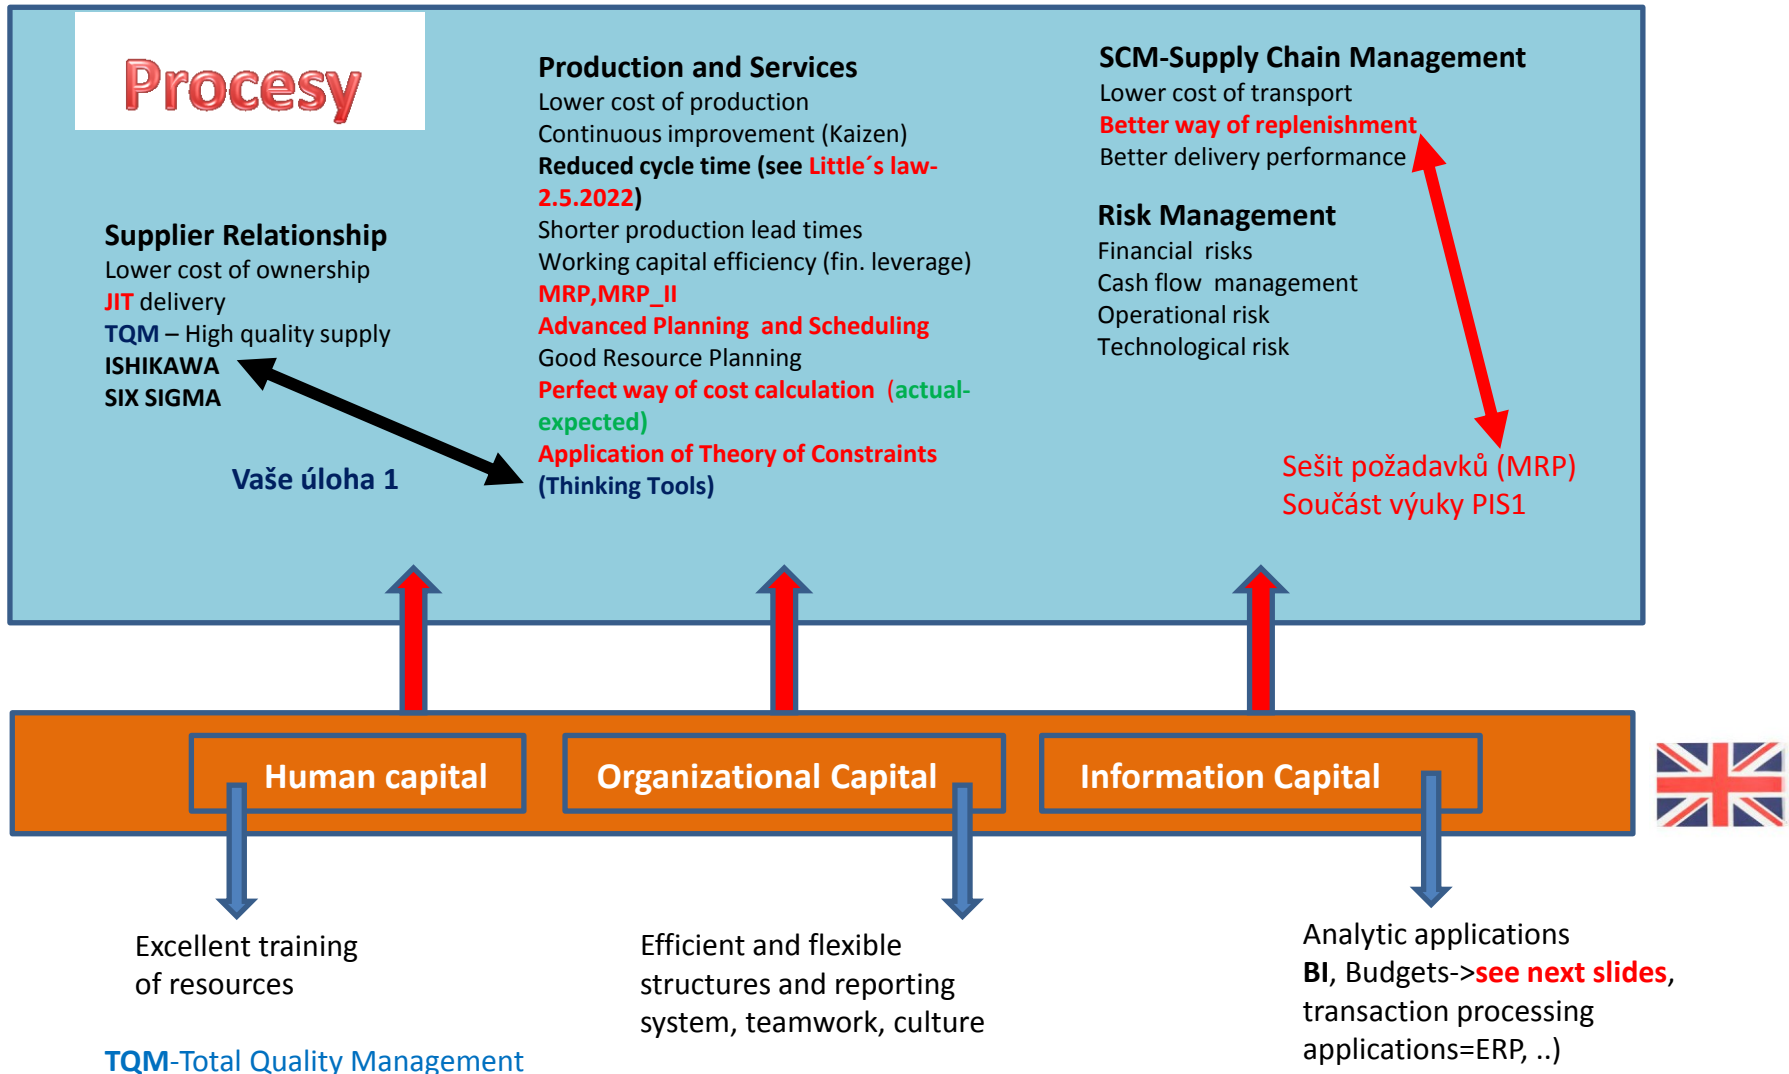 Procesy
Supplier Relationship
Lower cost of ownership
JIT delivery
TQM – High quality supply
ISHIKAWA
SIX SIGMA
Vaše úloha 1
Production and Services
Lower cost of production
Continuous improvement (Kaizen)
Reduced cycle time (see Little´s law-
2.5.2022)
Shorter production lead times
Working capital efficiency (fin. leverage)
MRP,MRP_II
Advanced Planning and Scheduling
Good Resource Planning
Perfect way of cost calculation (actual-
expected)
Application of Theory of Constraints
(Thinking Tools)
SCM-Supply Chain Management
Lower cost of transport
Better way of replenishment
Better delivery performance
Risk Management
Financial risks
Cash flow management
Operational risk
Technological risk
Sešit požadavků (MRP)
Součást výuky PIS1
Human capital
Organizational Capital
Information Capital
Excellent training
of resources
TQM-Total Quality Management
Efficient and flexible
structures and reporting
system, teamwork, culture
Analytic applications
BI, Budgets->see next slides,
transaction processing
applications=ERP, ..)